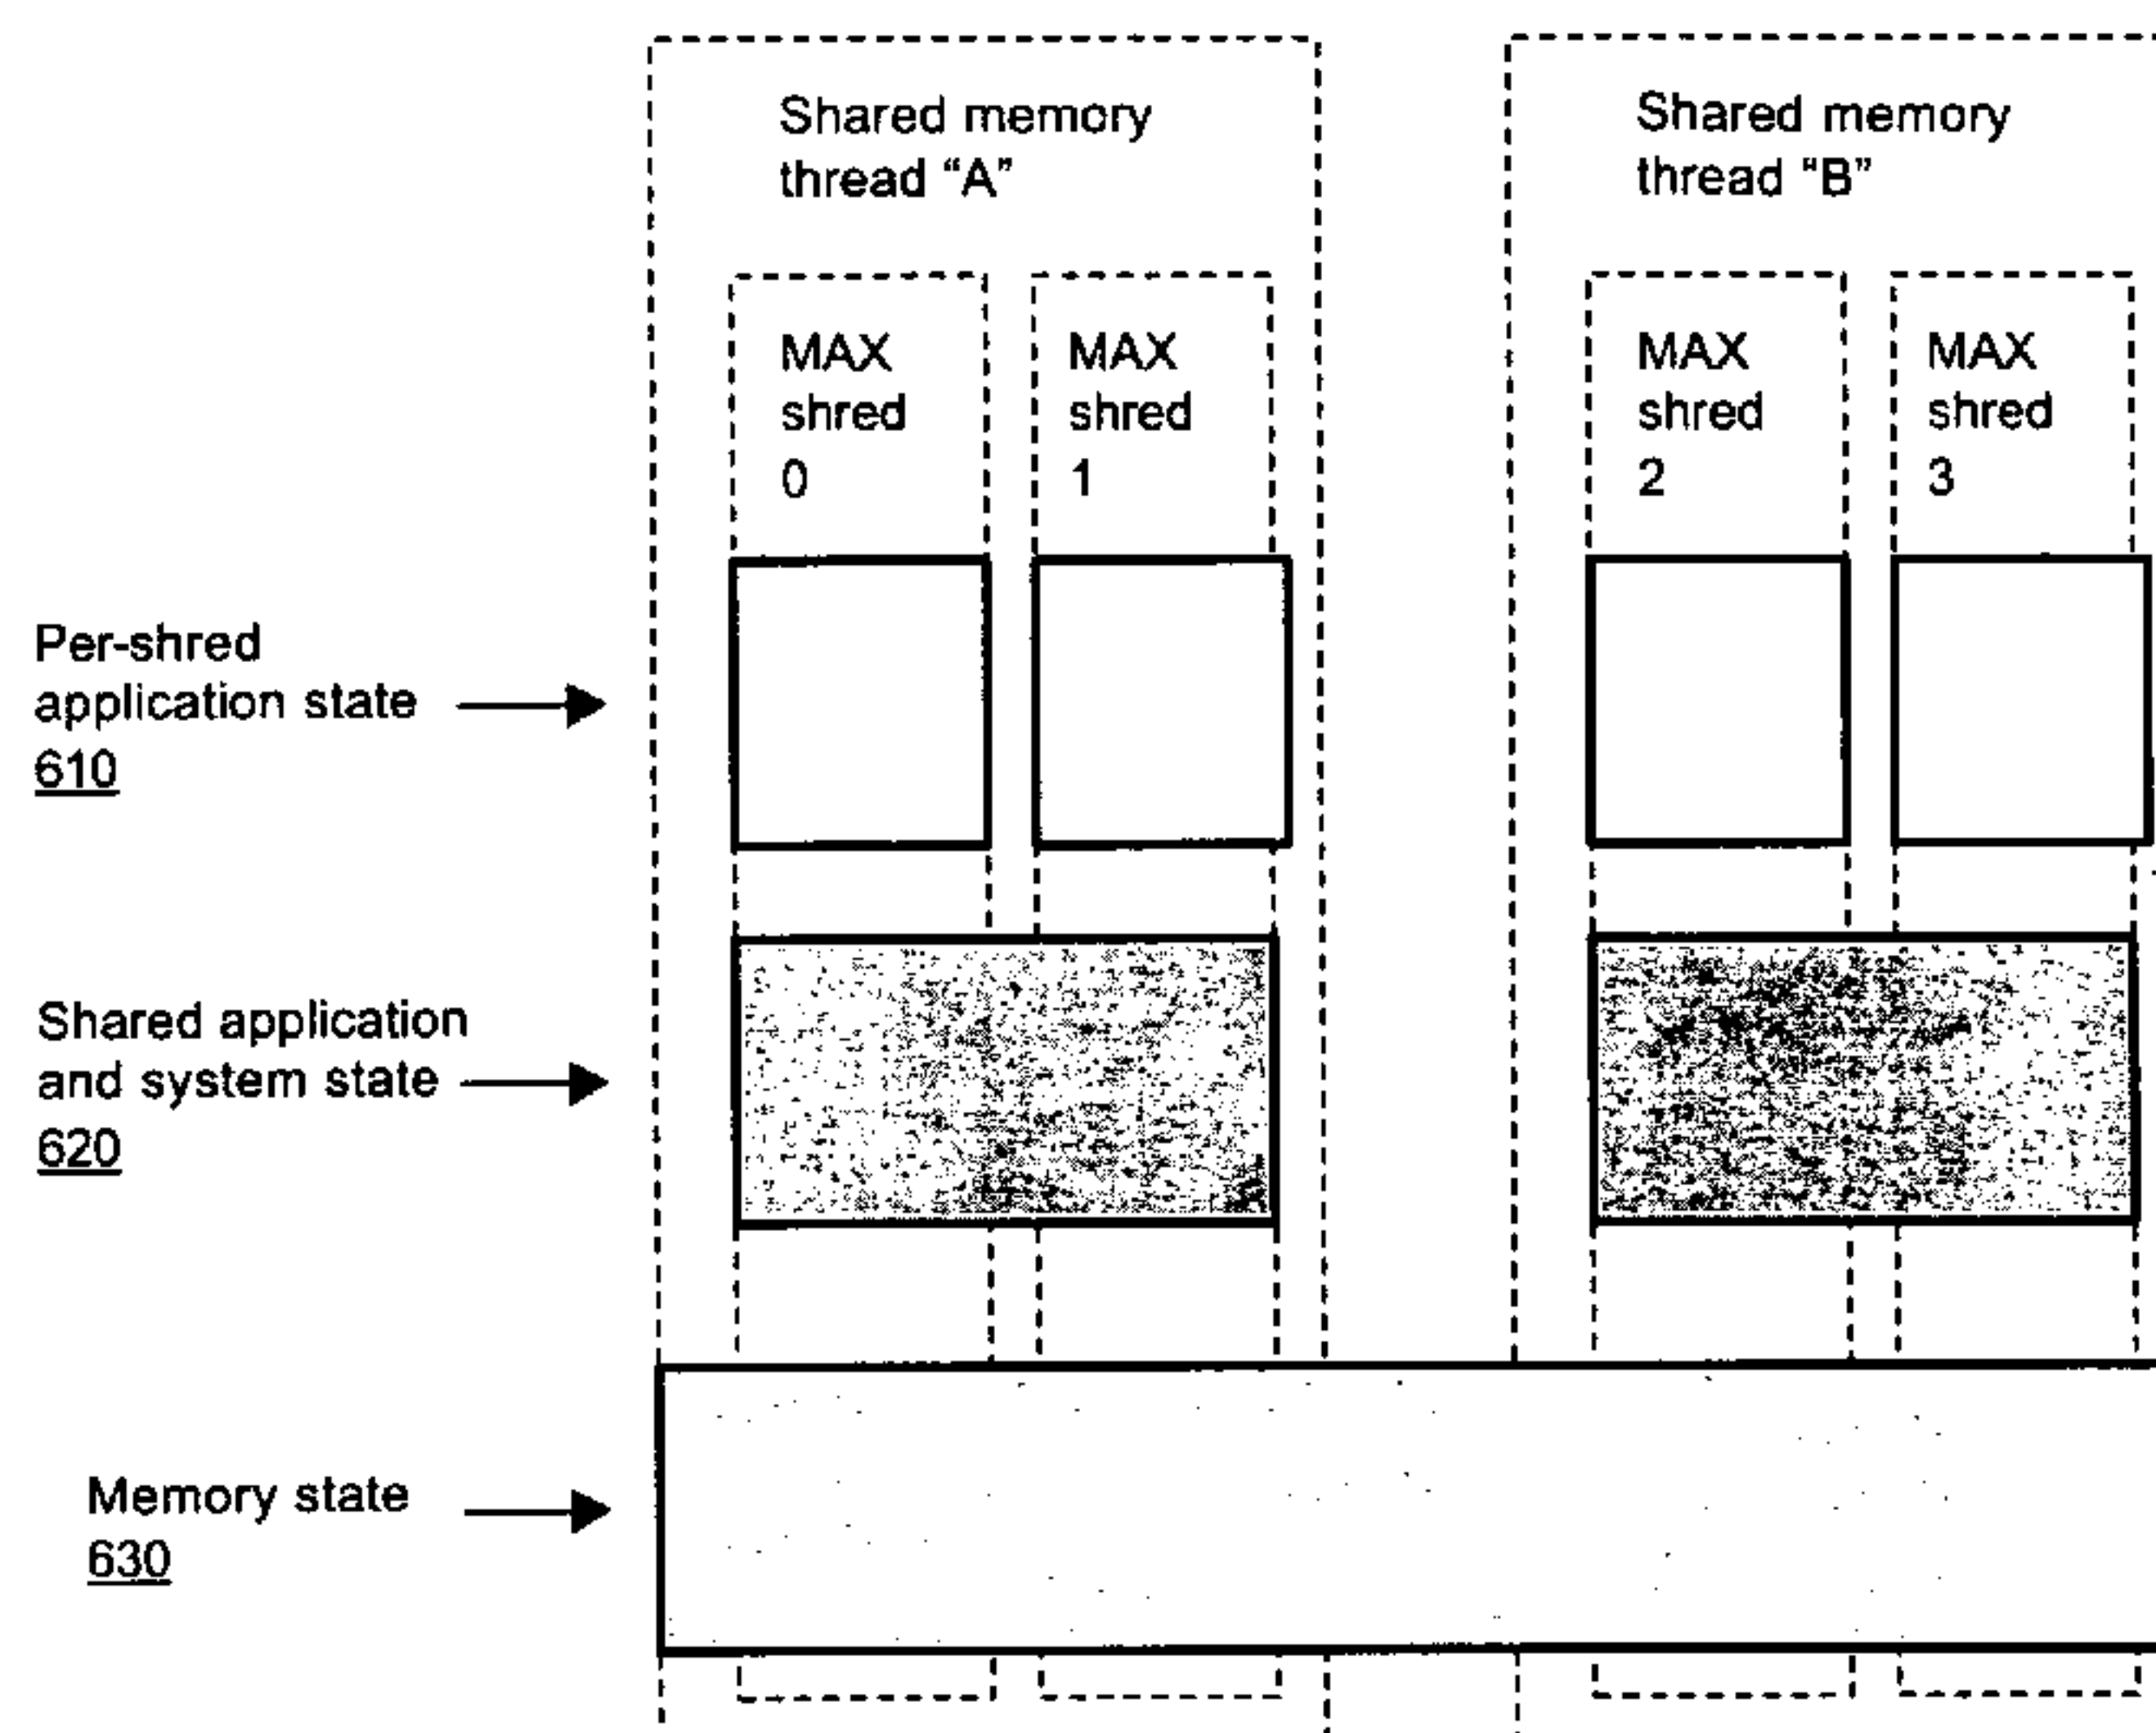 Shared memory
thread “A”
Shared memory
thread “B”
MAX
shred
0
MAX
shred
1
MAX
shred
2
MAX
shred
3
Per-shred
application state
610
Shared application
and system state
620
Memory state
630